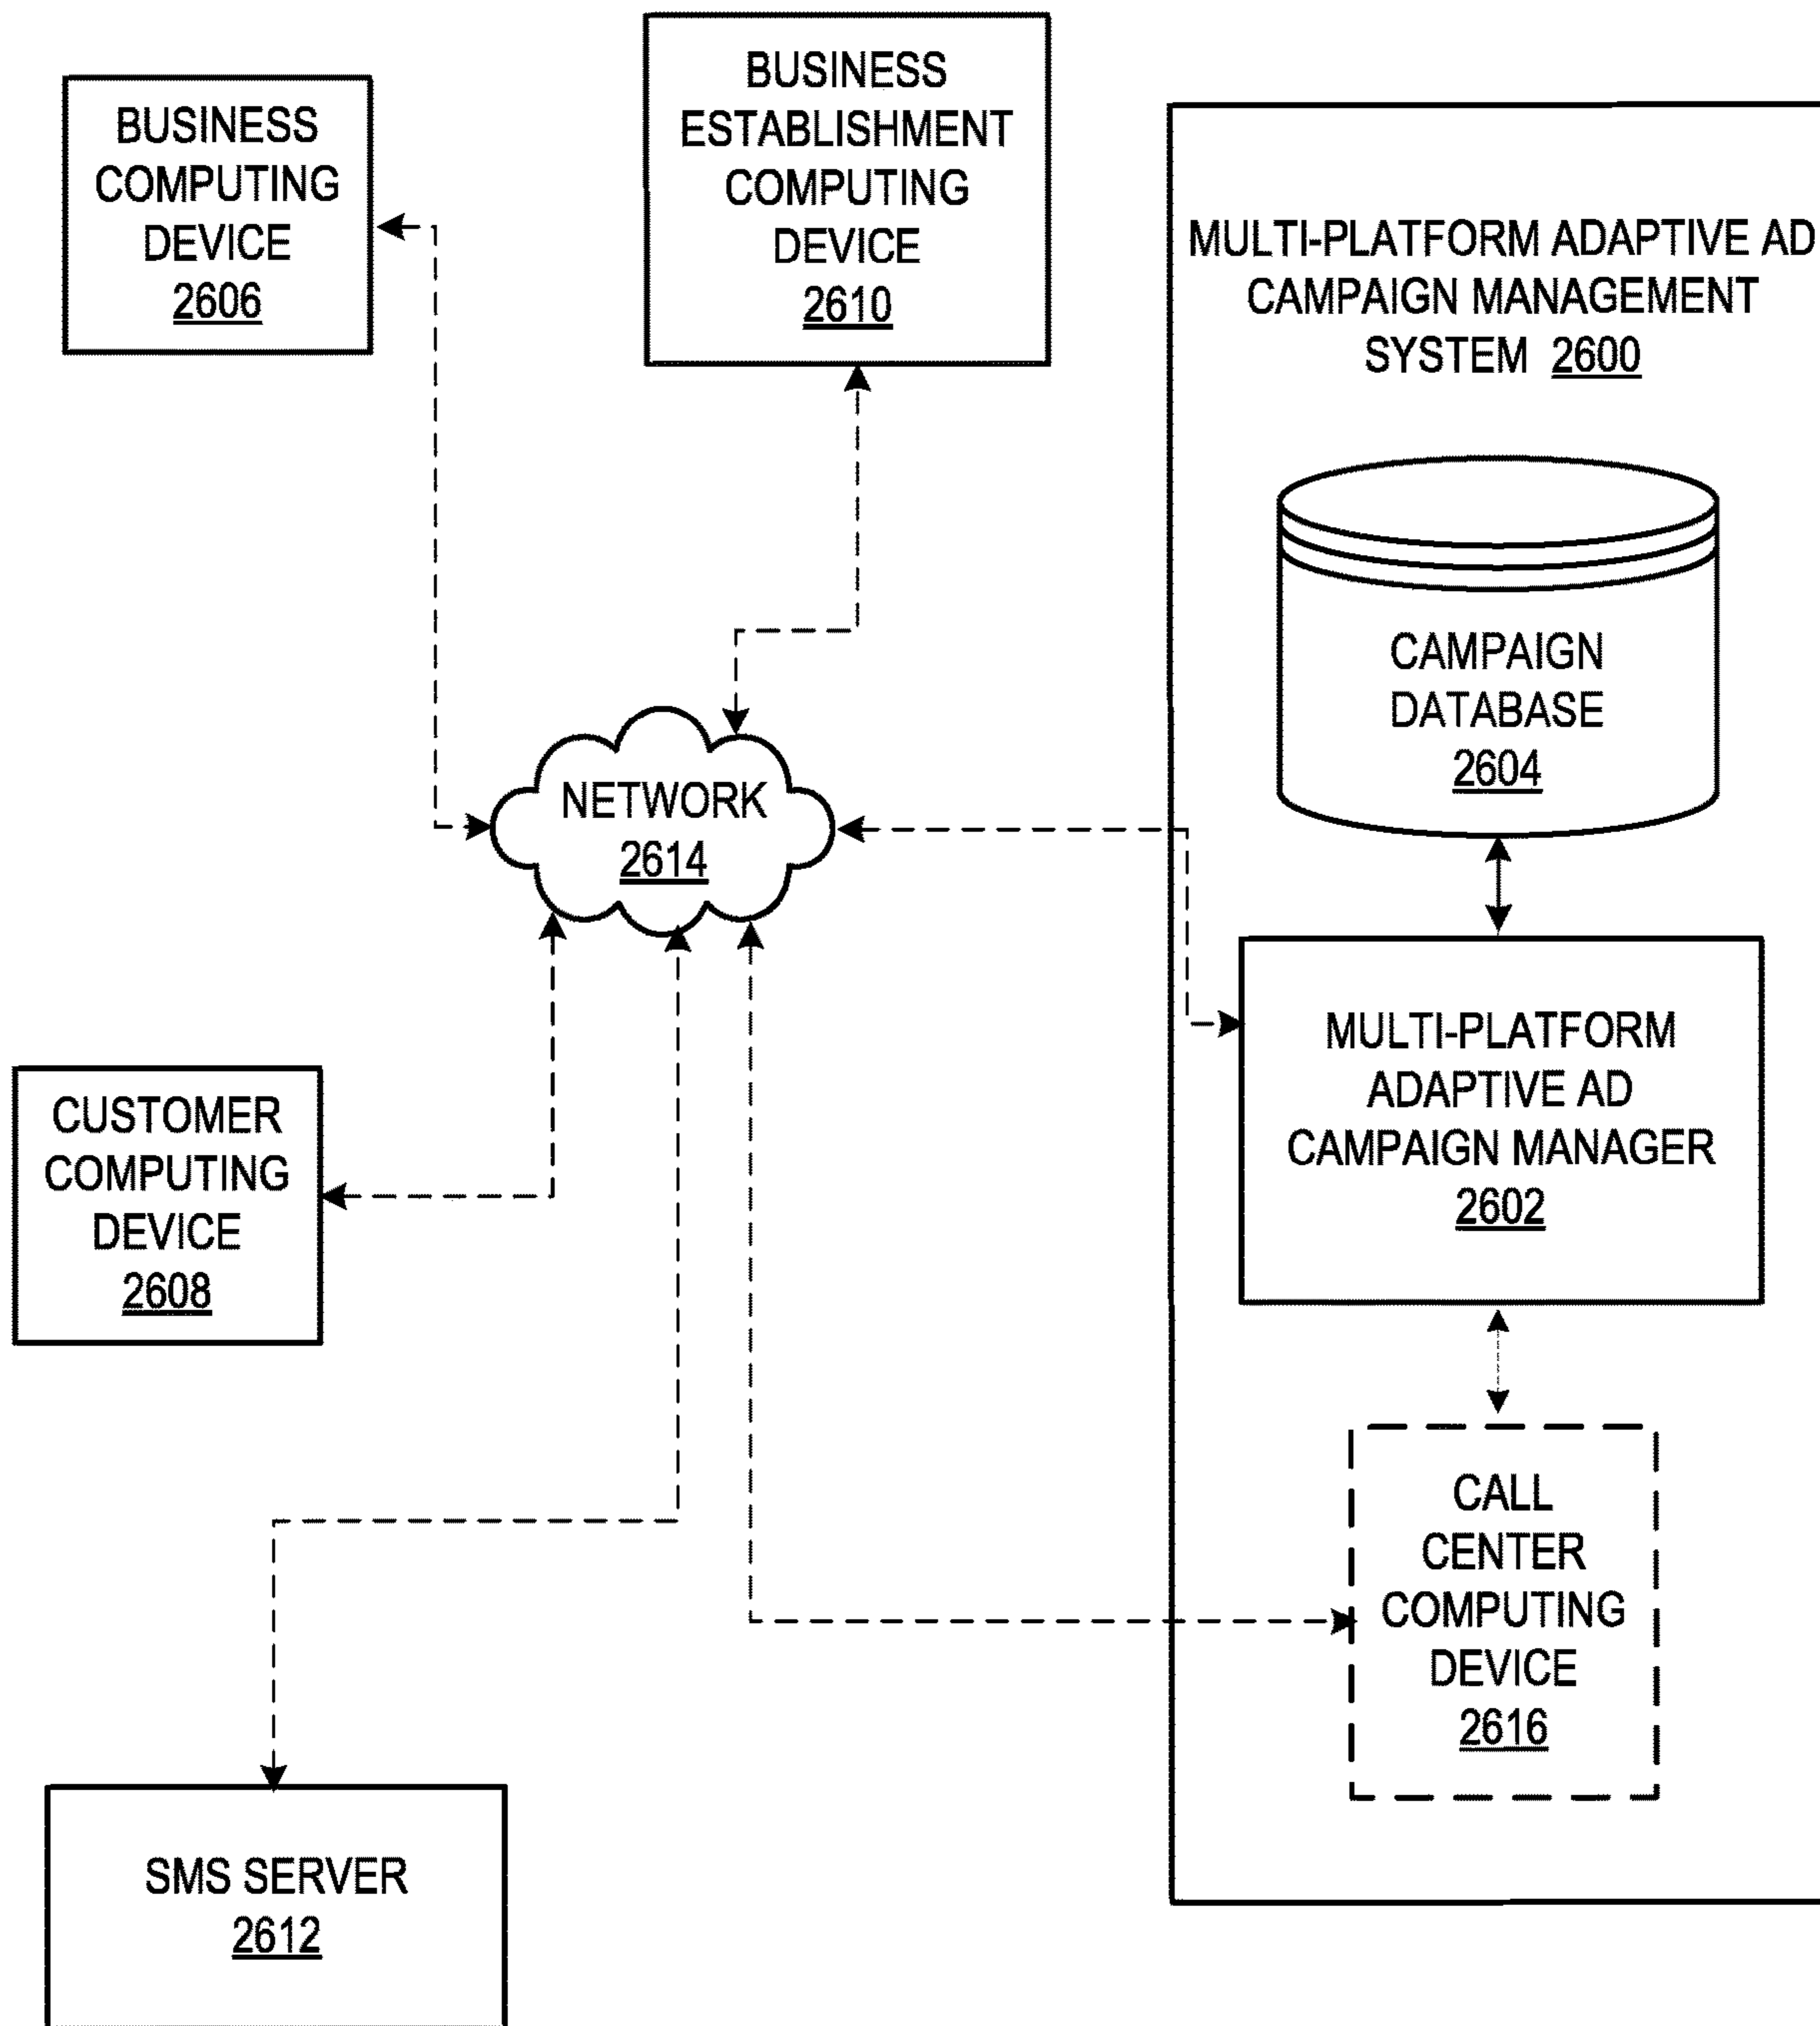 BUSINESS
COMPUTING
DEVICE
2606
BUSINESS
ESTABLISHMENT
COMPUTING
DEVICE
2610
MULTI-PLATFORM ADAPTIVE AD
CAMPAIGN MANAGEMENT
SYSTEM 2600
CAMPAIGN
DATABASE
2604
NETWORK
2614
MULTI-PLATFORM
ADAPTIVE AD
CAMPAIGN MANAGER
2602
CUSTOMER
COMPUTING
DEVICE
2608
CALL
CENTER
COMPUTING
DEVICE
2616
SMS SERVER
2612